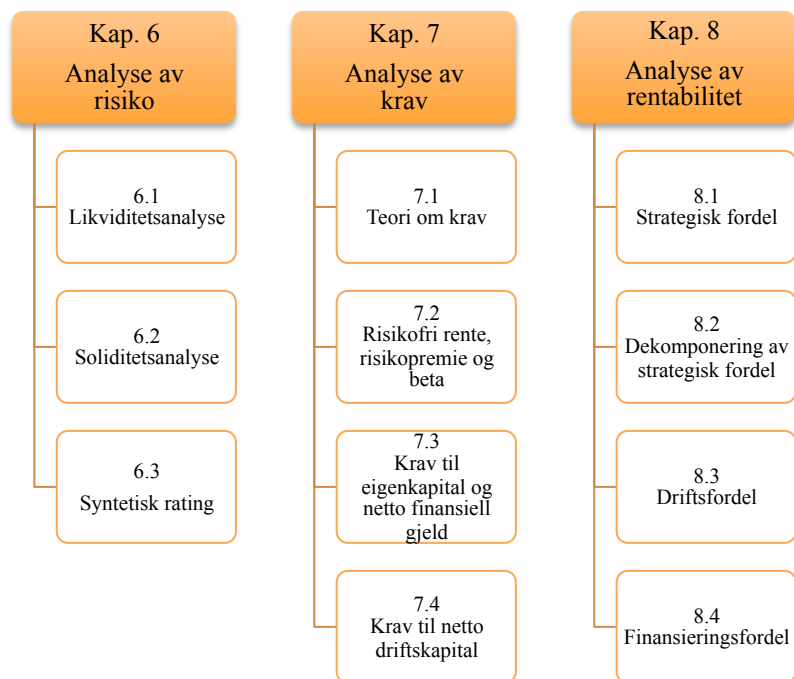 Kap. 6
Analyse av
risiko
6.1
Likviditetsanalyse
6.2
Soliditetsanalyse
6.3
Syntetisk rating
Kap. 7
Analyse av
krav
7.1
Teori om krav
7.2
Risikofri rente,
risikopremie og
beta
7.3
Krav til
eigenkapital og
netto finansiell
gjeld
7.4
Krav til netto
driftskapital
Kap. 8
Analyse av
rentabilitet
8.1
Strategisk fordel
8.2
Dekomponering av
strategisk fordel
8.3
Driftsfordel
8.4
Finansieringsfordel